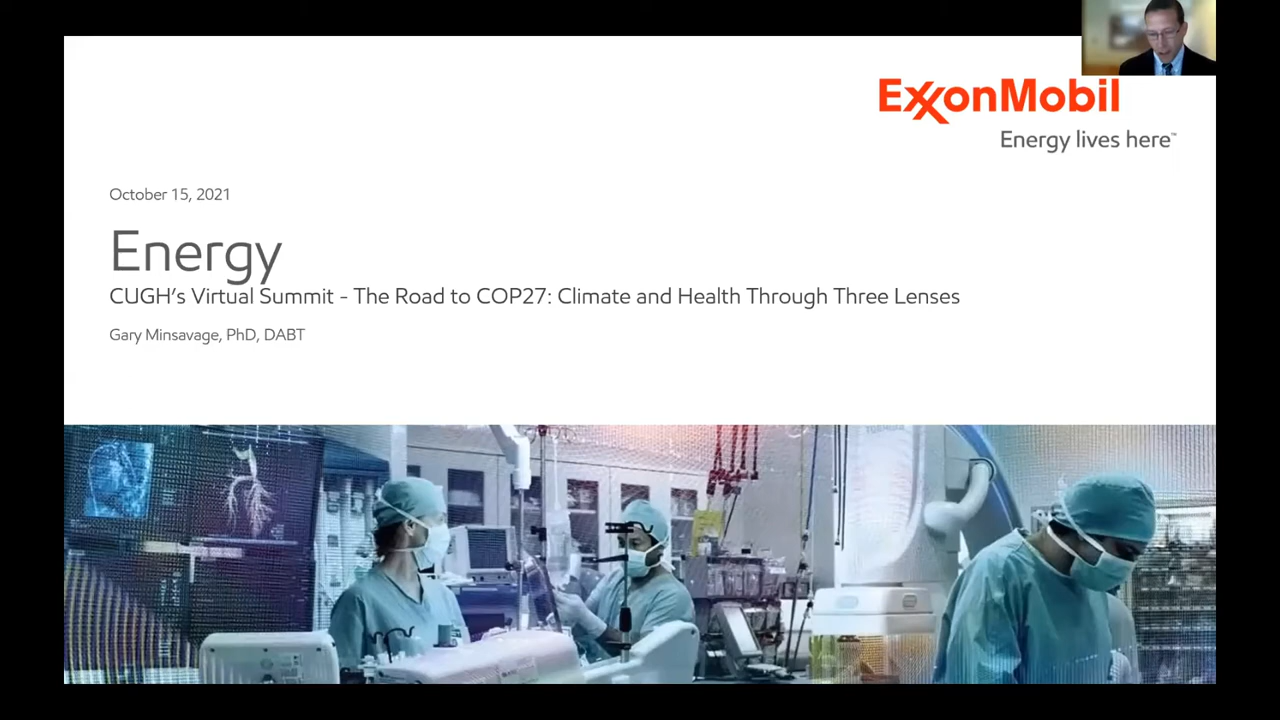 ExxonMobil
Energy lives here™
October 15, 2021
Energy
CUGH's Virtual Summit - The Road to COP27: Climate and Health Through Three Lenses
Gary Minsavage, PhD, DABT